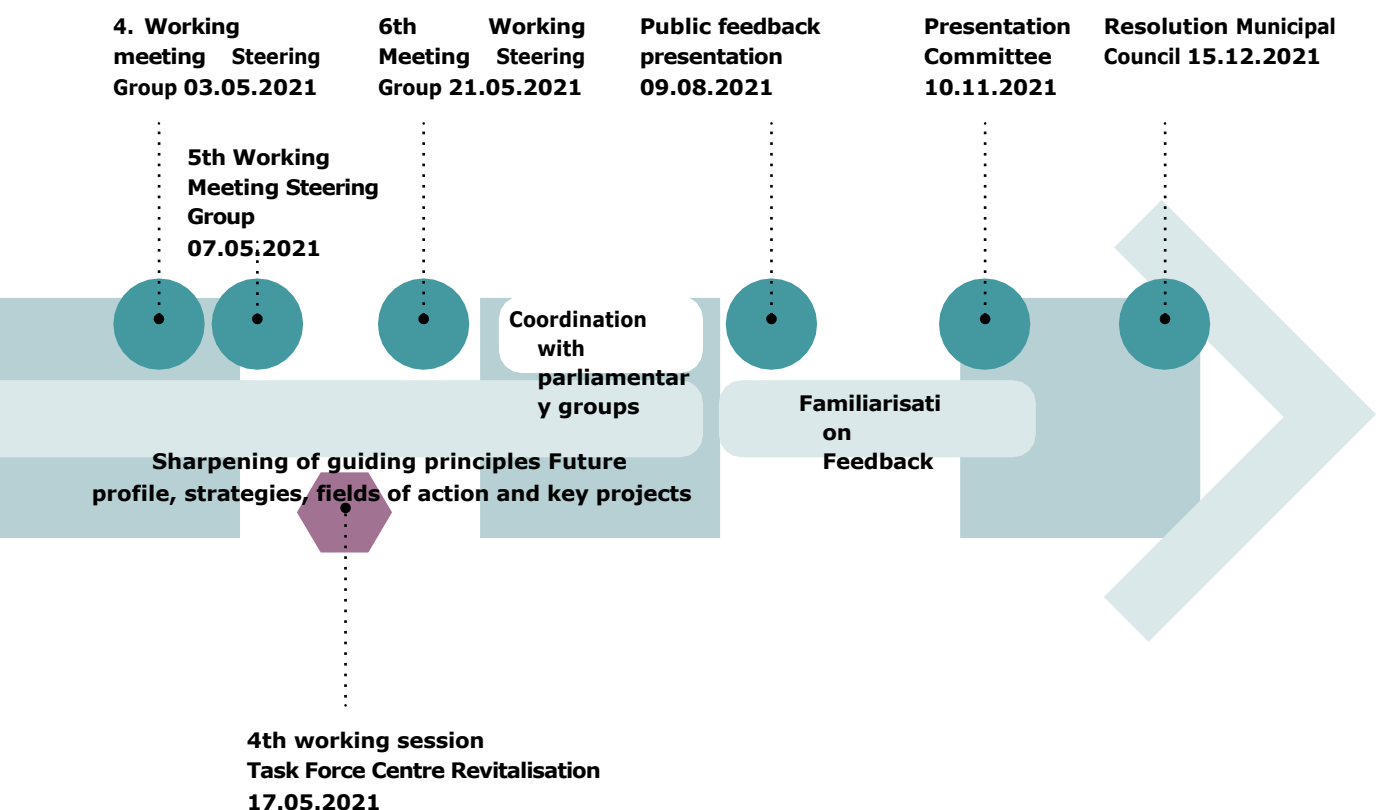 4. Working
meeting Steering
Group 03.05.2021
6th Working
Meeting Steering
Group 21.05.2021
Public feedback
presentation
09.08.2021
Presentation
Committee
10.11.2021
Resolution Municipal
Council 15.12.2021
5th Working
Meeting Steering
Group
07.05.2021
Coordination
with
parliamentar
y groups
Familiarisati
on
Feedback
Sharpening of guiding principles Future
profile, strategies, fields of action and key projects
4th working session
Task Force Centre Revitalisation
17.05.2021